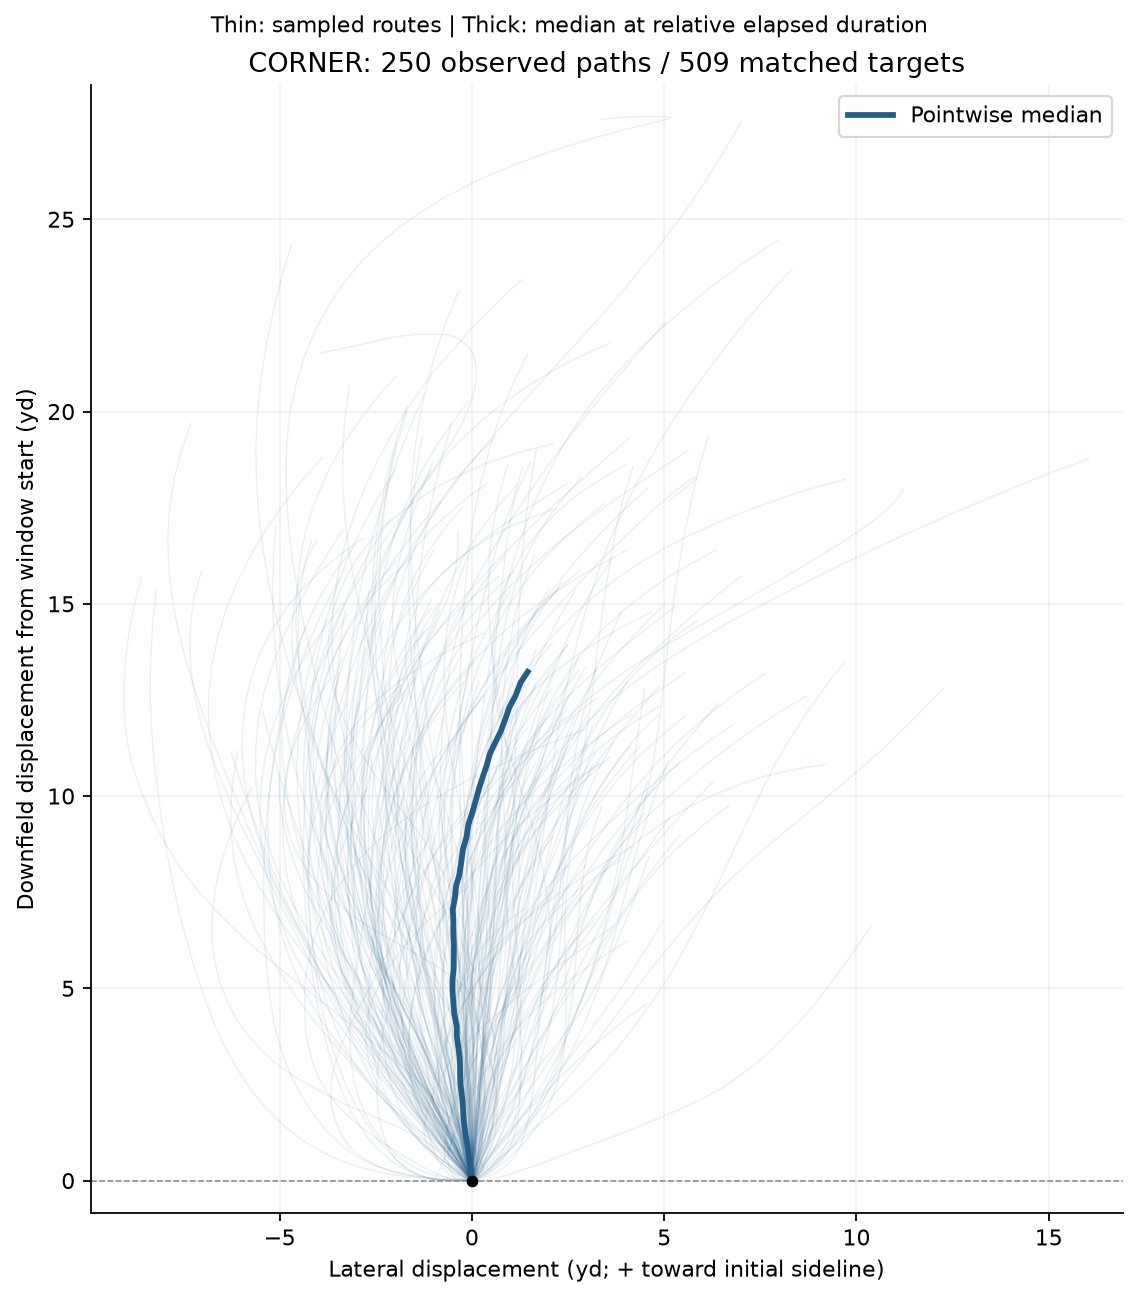 Thin: sampled routes | Thick: median at relative elapsed duration
CORNER: 250 observed paths / 509 matched targets
Pointwise median
Downfield displacement from window start (yd)
25
20
15
10
5
0
−5
0
5
10
15
Lateral displacement (yd; + toward initial sideline)